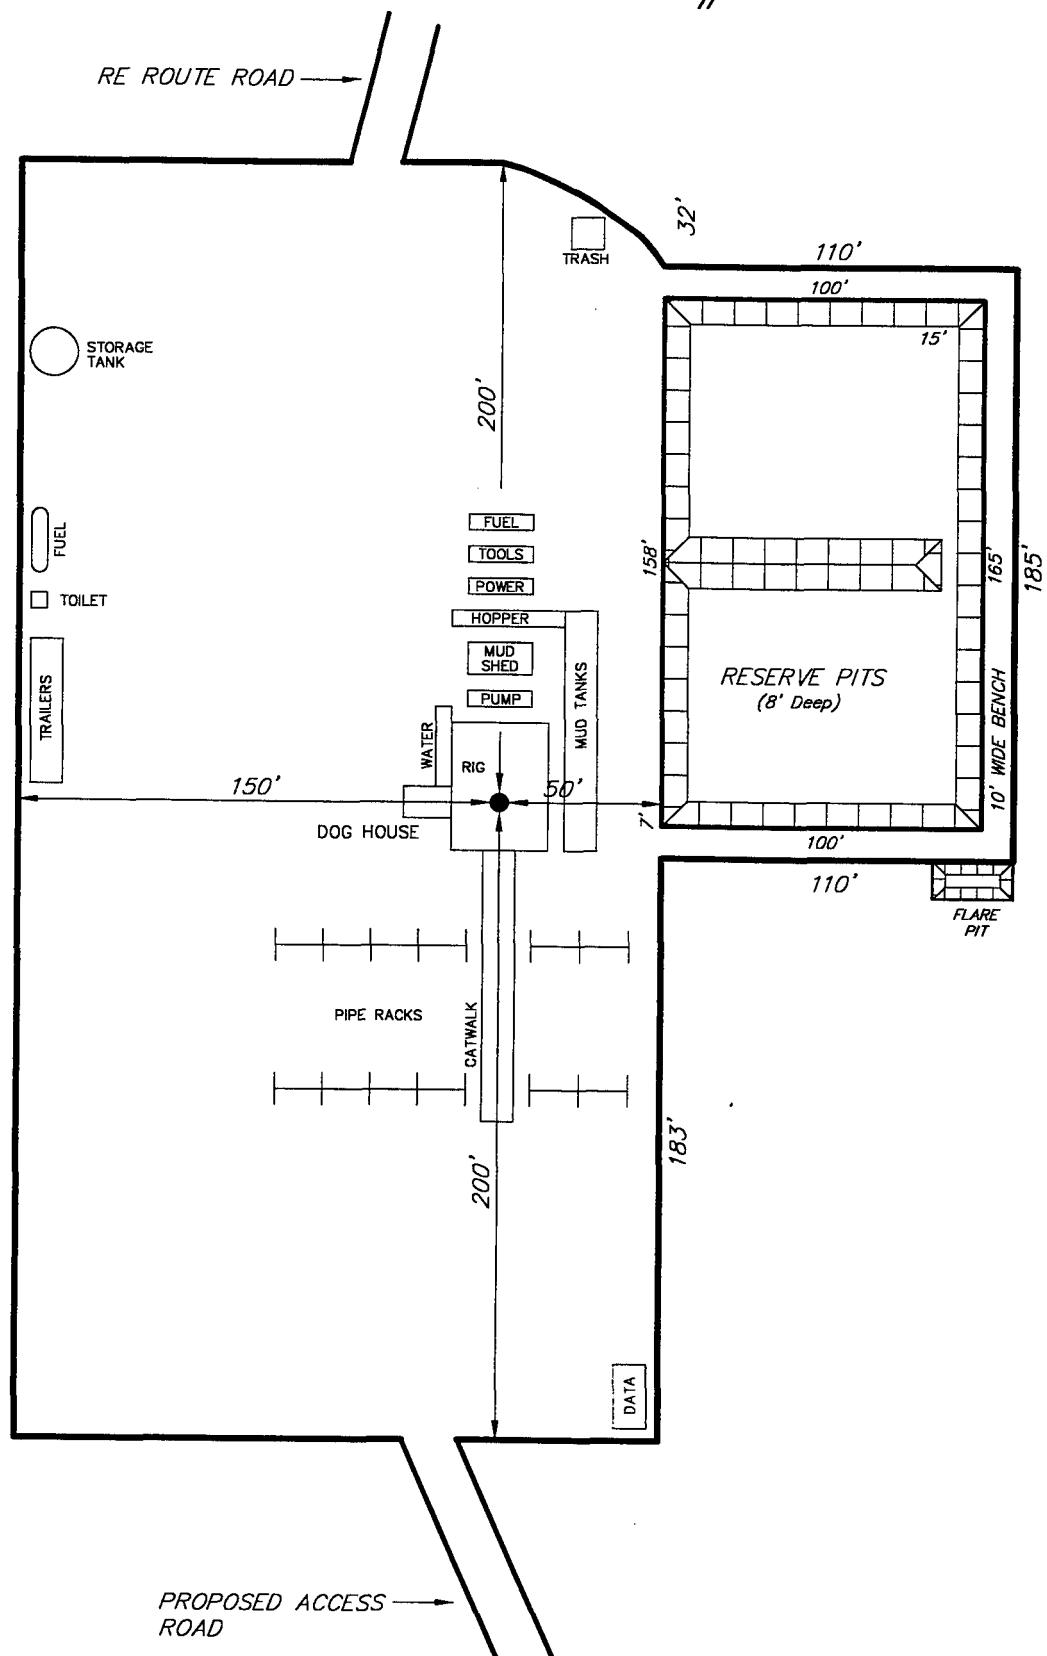 RE ROUTE ROAD
32'
110'
TRASH
100'
15'
STORAGE
TANK
200'
FUEL
FUEL
TOOLS
158'
165'
185'
POWER
TOILET
HOPPER
MUD
SHED
TRAILERS
MUD TANKS
RESERVE PITS
(8' Deep)
PUMP
WATER
10' WIDE BENCH
RIG
150'
50'
7'
DOG HOUSE
100'
110'
FLARE
PIT
PIPE RACKS
CATWALK
183'
200'
DATA
PROPOSED ACCESS
ROAD